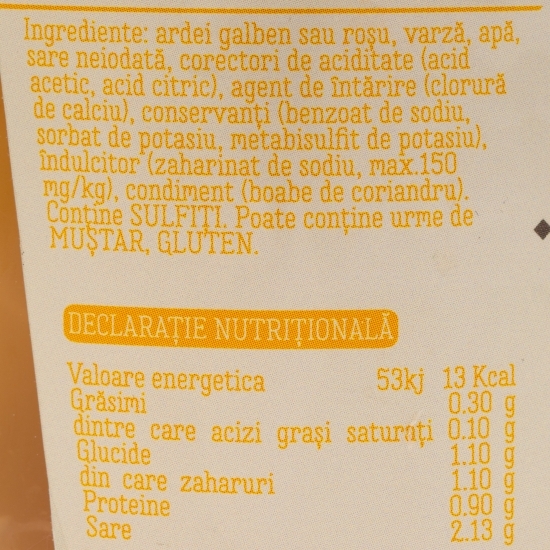 Ingrediente: ardei galben sau roșu, varză, apă,
sare neiodată, corectori de aciditate (acid
acetic, acid citric), agent de întărire (clorură
de calciu), conservanți (benzoat de sodiu,
sorbat de potasiu, metabisulfit de potasiu),
îndulcitor (zaharinat de sodiu, max.150
mg/kg), condiment (boabe de coriandru).
Conține SULFIȚI. Poate conține urme de
MUȘTAR, GLUTEN.
DECLARAȚIE NUTRIȚIONALĂ
Valoare energetica 53kj 13 Kcal
Grăsimi 0.30 g
dintre care acizi grași saturați 0.10 g
Glucide 1.10 g
din care zaharuri 1.10 g
Proteine 0.90 g
Sare 2.13 g